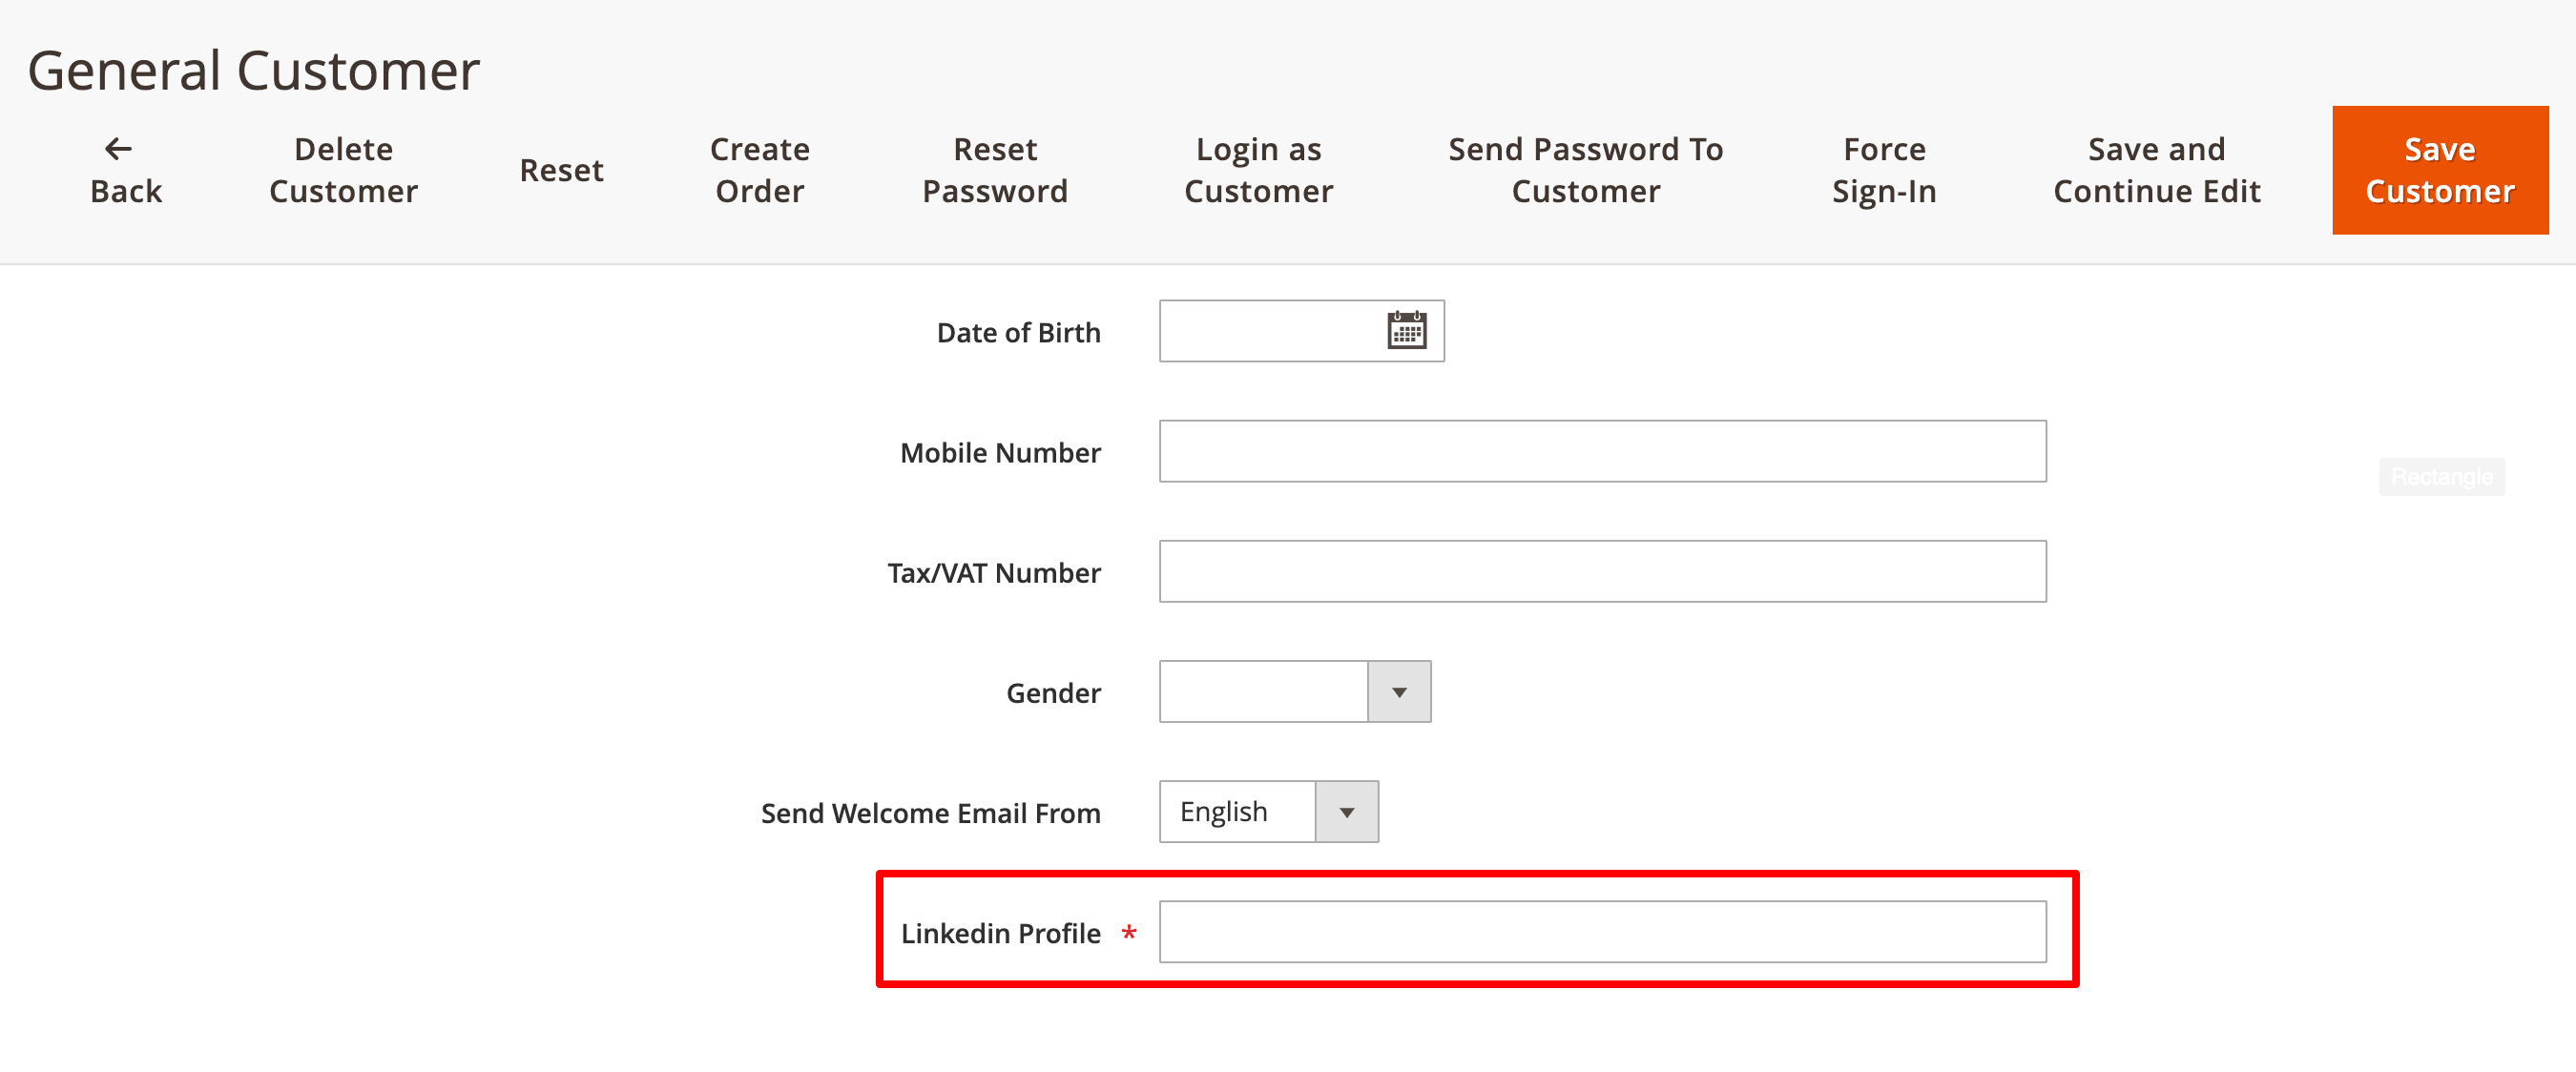 General Customer
← Back
Delete Customer
Reset
Create Order
Reset Password
Login as Customer
Send Password To Customer
Force Sign-In
Save and Continue Edit
Save Customer
Date of Birth
Mobile Number
Rectangle
Tax/VAT Number
Gender
Send Welcome Email From
English
Linkedin Profile *